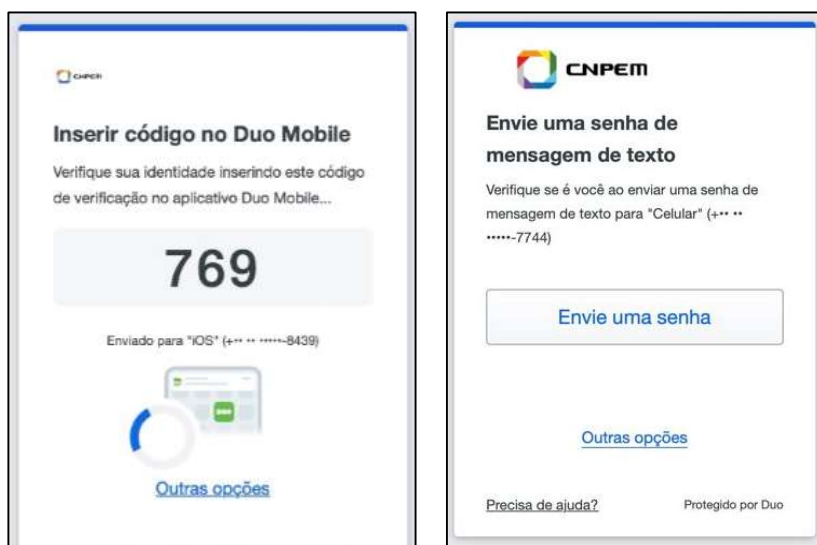 CNPEM
Inserir código no Duo Mobile
Verifique sua identidade inserindo este código
de verificação no aplicativo Duo Mobile...
769
Enviado para "iOS" (+•• •• •••••-8439)
Outras opções
CNPEM
Envie uma senha de
mensagem de texto
Verifique se é você ao enviar uma senha de
mensagem de texto para "Celular" (+•• ••
•••••-7744)
Envie uma senha
Outras opções
Precisa de ajuda? Protegido por Duo